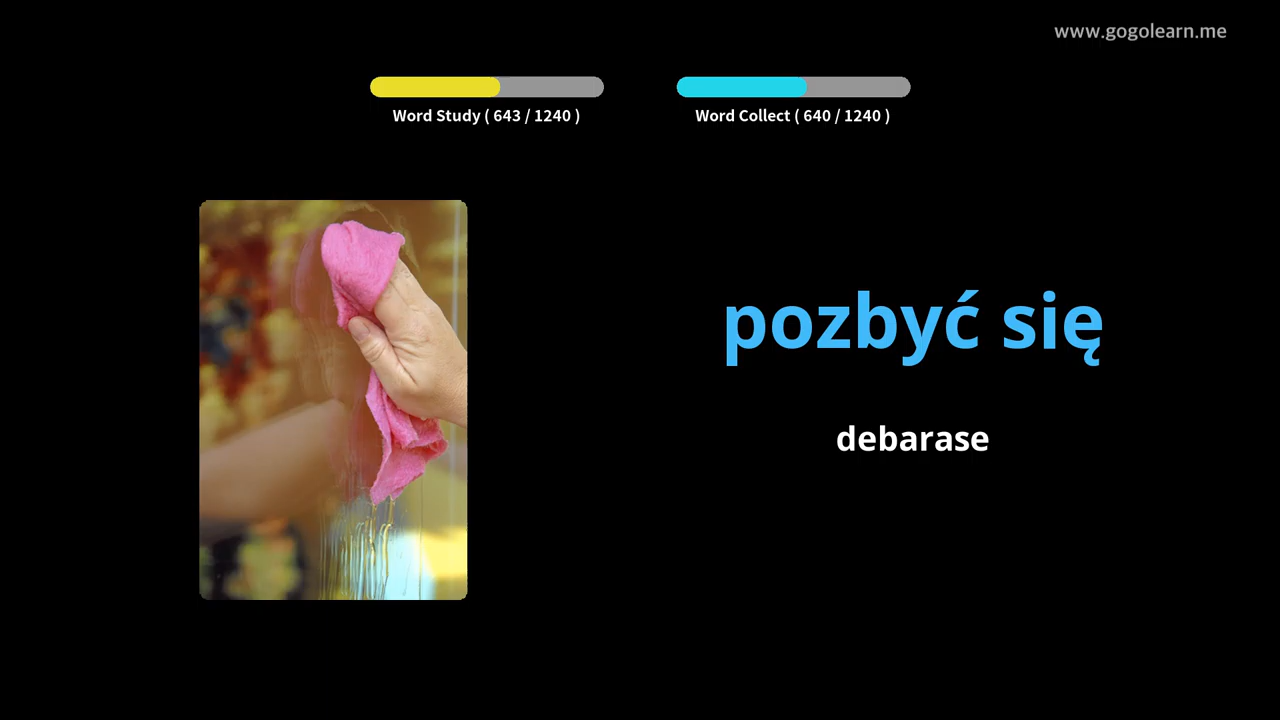 www.gogolearn.me
Word Study ( 643 / 1240 )
Word Collect ( 640 / 1240 )
pozbyć się
debarase